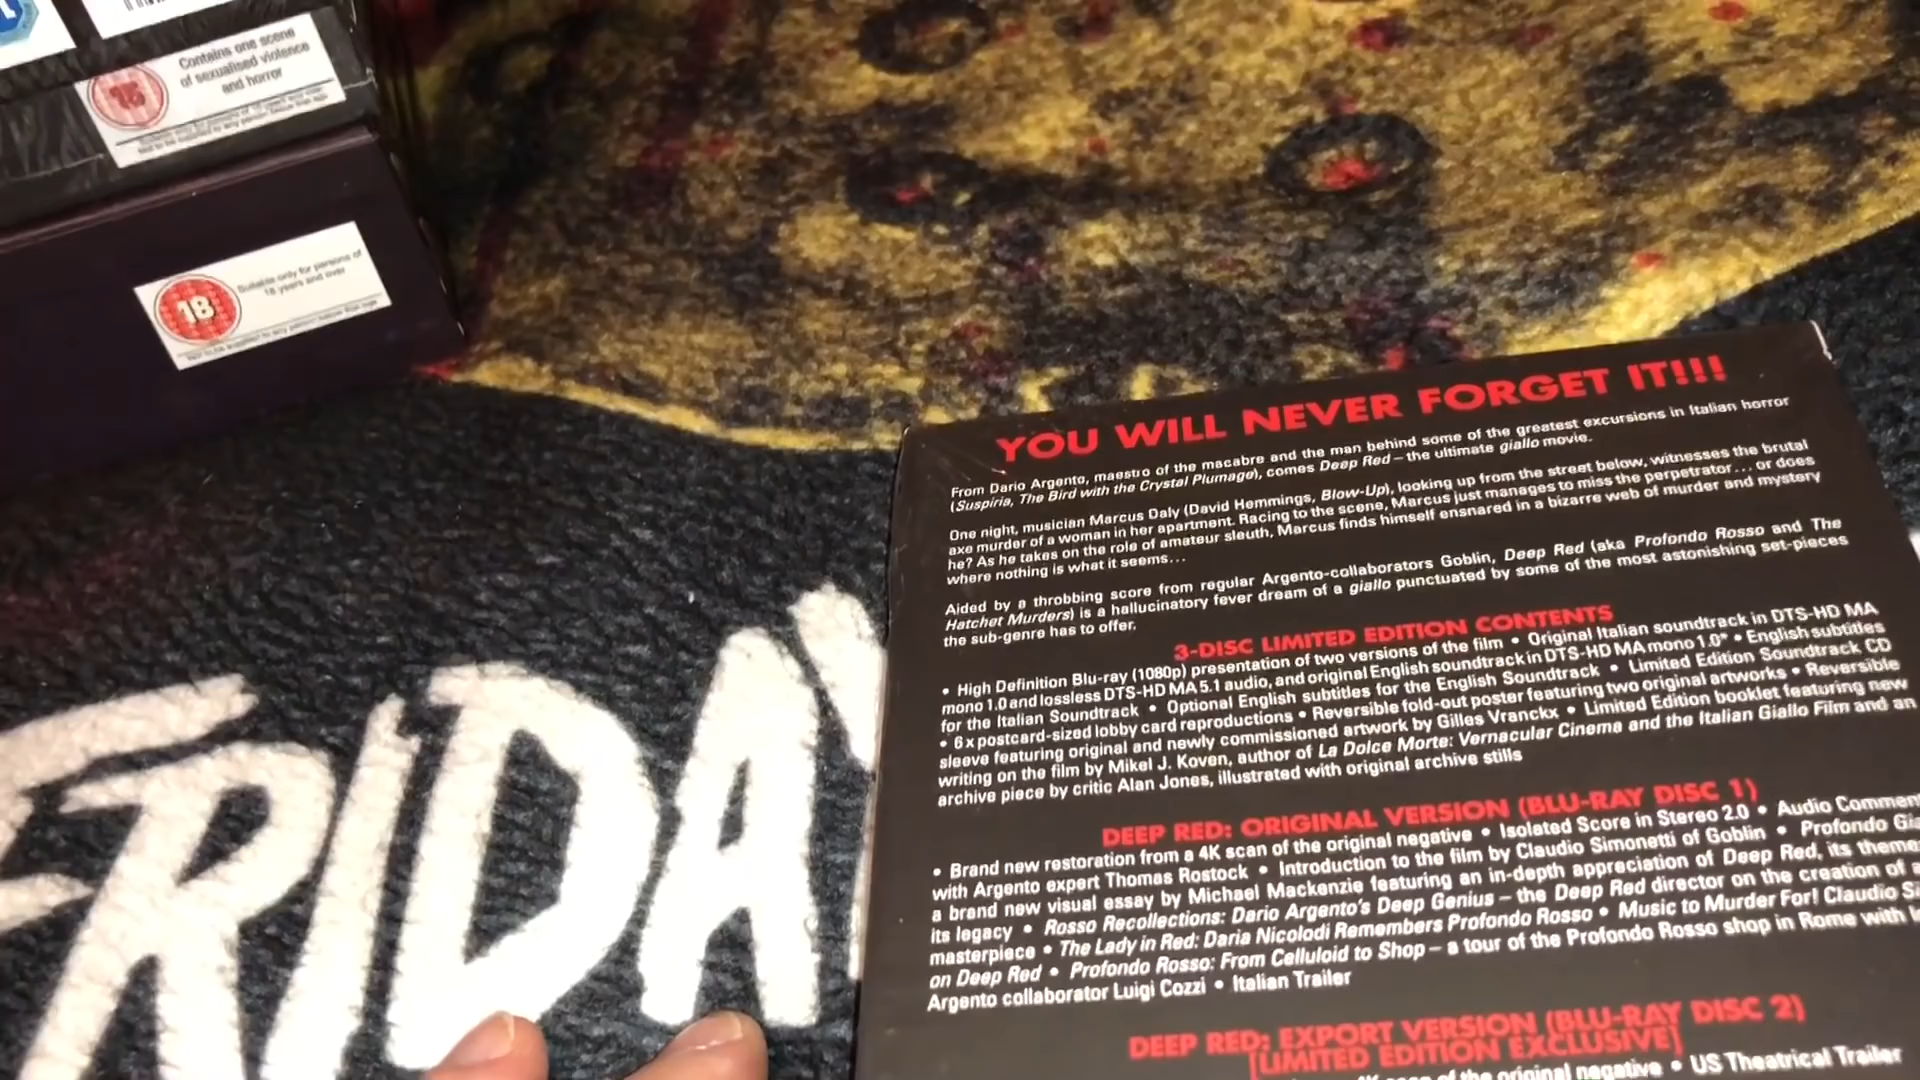 Contains one scene
of sexualised violence
and horror
18
18
Suitable only for persons of
18 years and over
Not to be supplied to any person below that age
FRIDAY
YOU WILL NEVER FORGET IT!!!
From Dario Argento, maestro of the macabre and the man behind some of the greatest excursions in Italian horror
(Suspiria, The Bird with the Crystal Plumage), comes Deep Red – the ultimate giallo movie.
One night, musician Marcus Daly (David Hemmings, Blow-Up), looking up from the street below, witnesses the brutal
axe murder of a woman in her apartment. Racing to the scene, Marcus just manages to miss the perpetrator... or does
he? As he takes on the role of amateur sleuth, Marcus finds himself ensnared in a bizarre web of murder and mystery
where nothing is what it seems...
Aided by a throbbing score from regular Argento-collaborators Goblin, Deep Red (aka Profondo Rosso and The
Hatchet Murders) is a hallucinatory fever dream of a giallo punctuated by some of the most astonishing set-pieces
the sub-genre has to offer.
3-DISC LIMITED EDITION CONTENTS
• High Definition Blu-ray (1080p) presentation of two versions of the film • Original Italian soundtrack in DTS-HD MA
mono 1.0 and lossless DTS-HD MA 5.1 audio, and original English soundtrack in DTS-HD MA mono 1.0* • English subtitles
for the Italian Soundtrack • Optional English subtitles for the English Soundtrack • Limited Edition Soundtrack CD
• 6 x postcard-sized lobby card reproductions • Reversible fold-out poster featuring two original artworks • Reversible
sleeve featuring original and newly commissioned artwork by Gilles Vranckx • Limited Edition booklet featuring new
writing on the film by Mikel J. Koven, author of La Dolce Morte: Vernacular Cinema and the Italian Giallo Film and an
archive piece by critic Alan Jones, illustrated with original archive stills
DEEP RED: ORIGINAL VERSION (BLU-RAY DISC 1)
• Brand new restoration from a 4K scan of the original negative • Isolated Score in Stereo 2.0 • Audio Commen
with Argento expert Thomas Rostock • Introduction to the film by Claudio Simonetti of Goblin • Profondo Gia
a brand new visual essay by Michael Mackenzie featuring an in-depth appreciation of Deep Red, its theme
its legacy • Rosso Recollections: Dario Argento's Deep Genius – the Deep Red director on the creation of
masterpiece • The Lady in Red: Daria Nicolodi Remembers Profondo Rosso • Music to Murder For! Claudio S
on Deep Red • Profondo Rosso: From Celluloid to Shop – a tour of the Profondo Rosso shop in Rome with
Argento collaborator Luigi Cozzi • Italian Trailer
DEEP RED: EXPORT VERSION (BLU-RAY DISC 2)
[LIMITED EDITION EXCLUSIVE]
4K scan of the original negative • US Theatrical Trailer